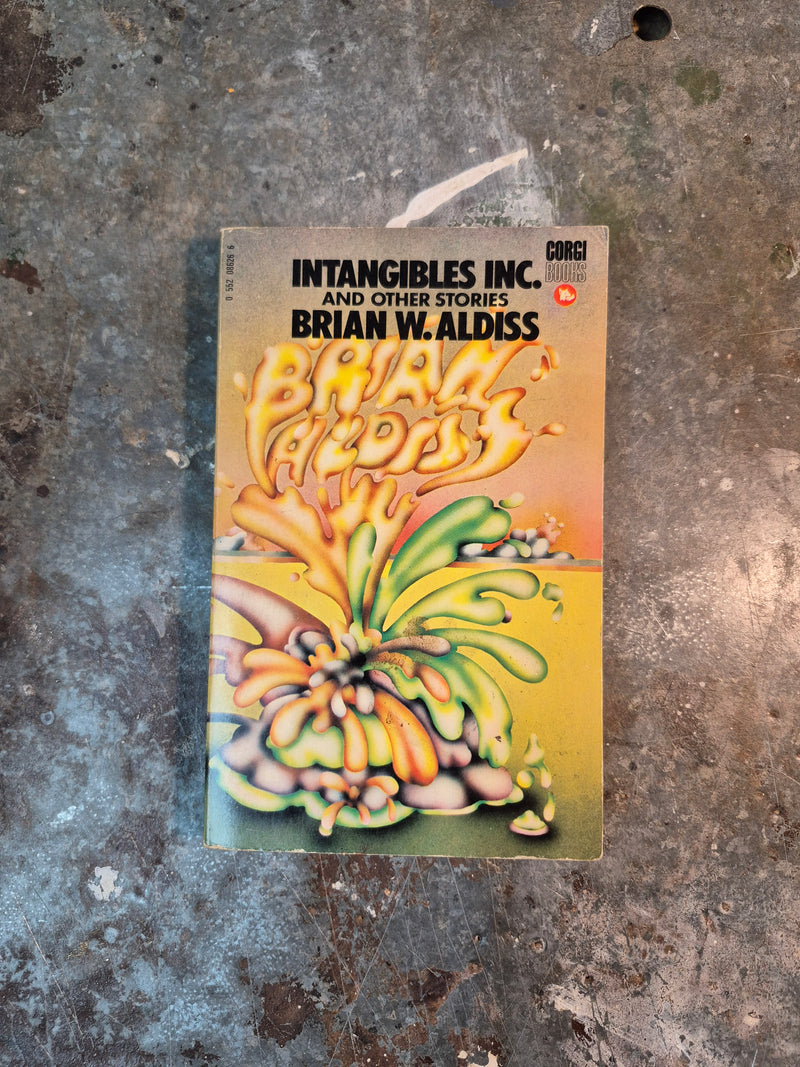 0 552 08626 6
INTANGIBLES INC.
AND OTHER STORIES
BRIAN W. ALDISS
CORGI
BOOKS
BRIAN
ALDISS